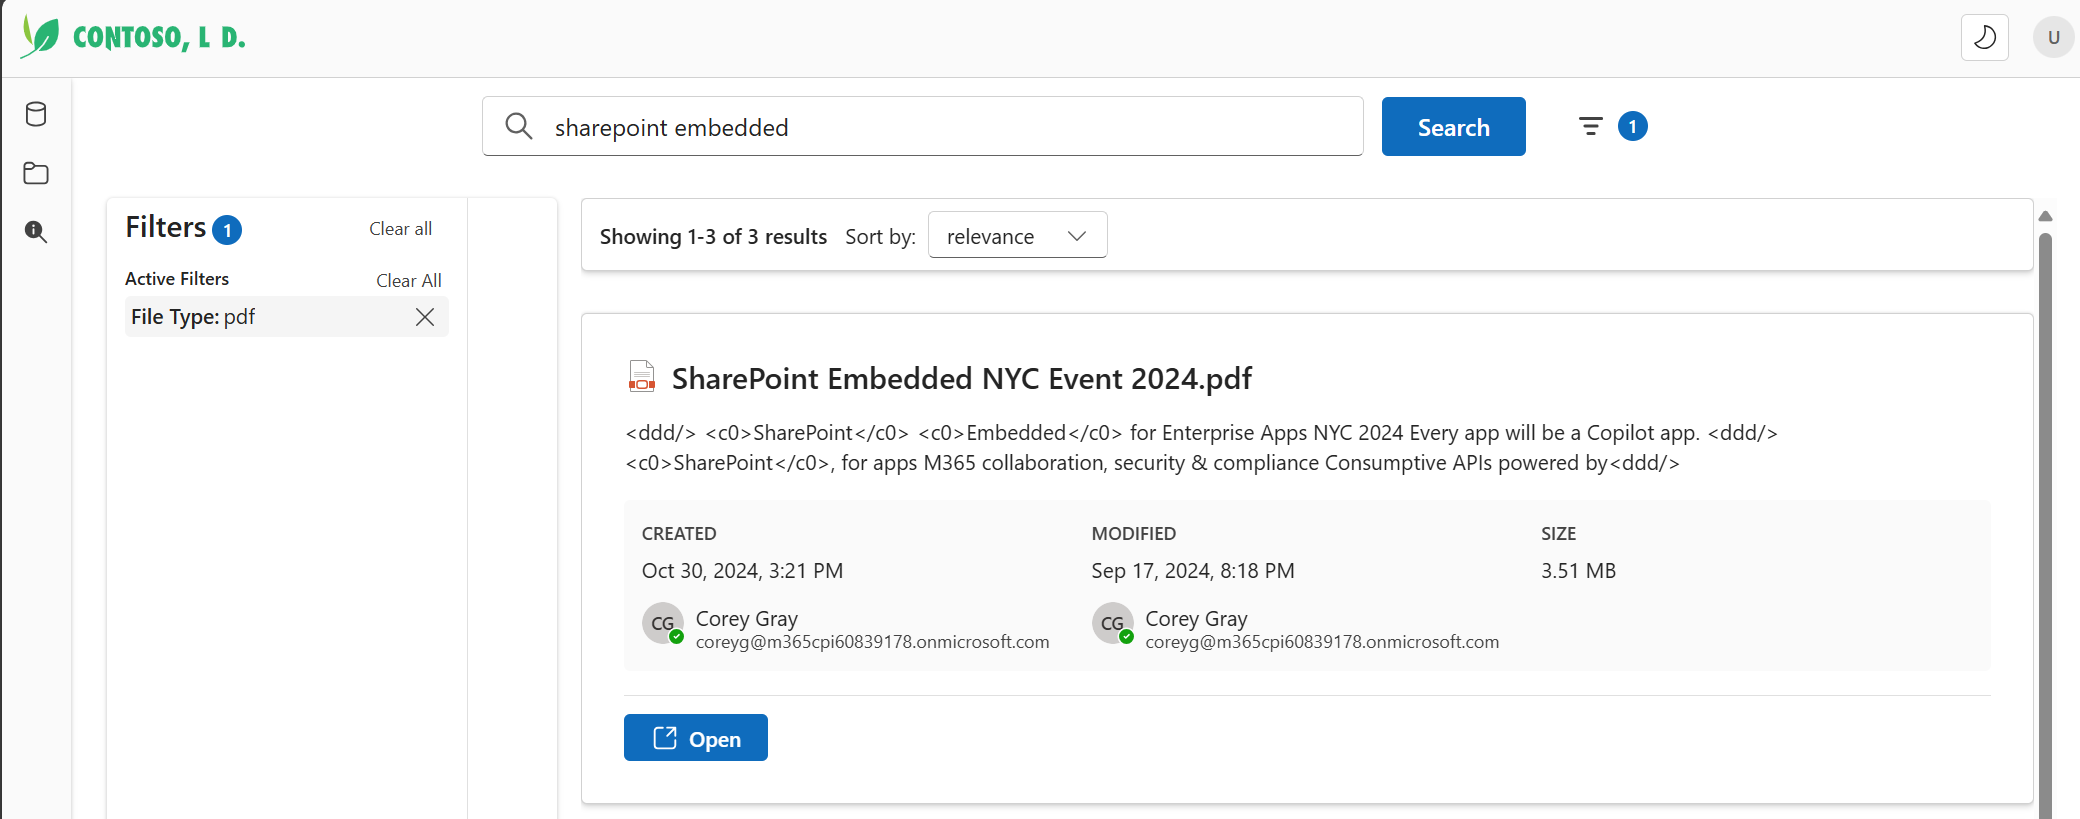 CONTOSO, L D.
U
sharepoint embedded
Search
1
Filters 1
Clear all
Active Filters
Clear All
File Type: pdf
Showing 1-3 of 3 results Sort by: relevance
SharePoint Embedded NYC Event 2024.pdf
<ddd/> <c0>SharePoint</c0> <c0>Embedded</c0> for Enterprise Apps NYC 2024 Every app will be a Copilot app. <ddd/>
<c0>SharePoint</c0>, for apps M365 collaboration, security & compliance Consumptive APIs powered by<ddd/>
CREATED
Oct 30, 2024, 3:21 PM
CG
Corey Gray
coreyg@m365cpi60839178.onmicrosoft.com
MODIFIED
Sep 17, 2024, 8:18 PM
CG
Corey Gray
coreyg@m365cpi60839178.onmicrosoft.com
SIZE
3.51 MB
Open